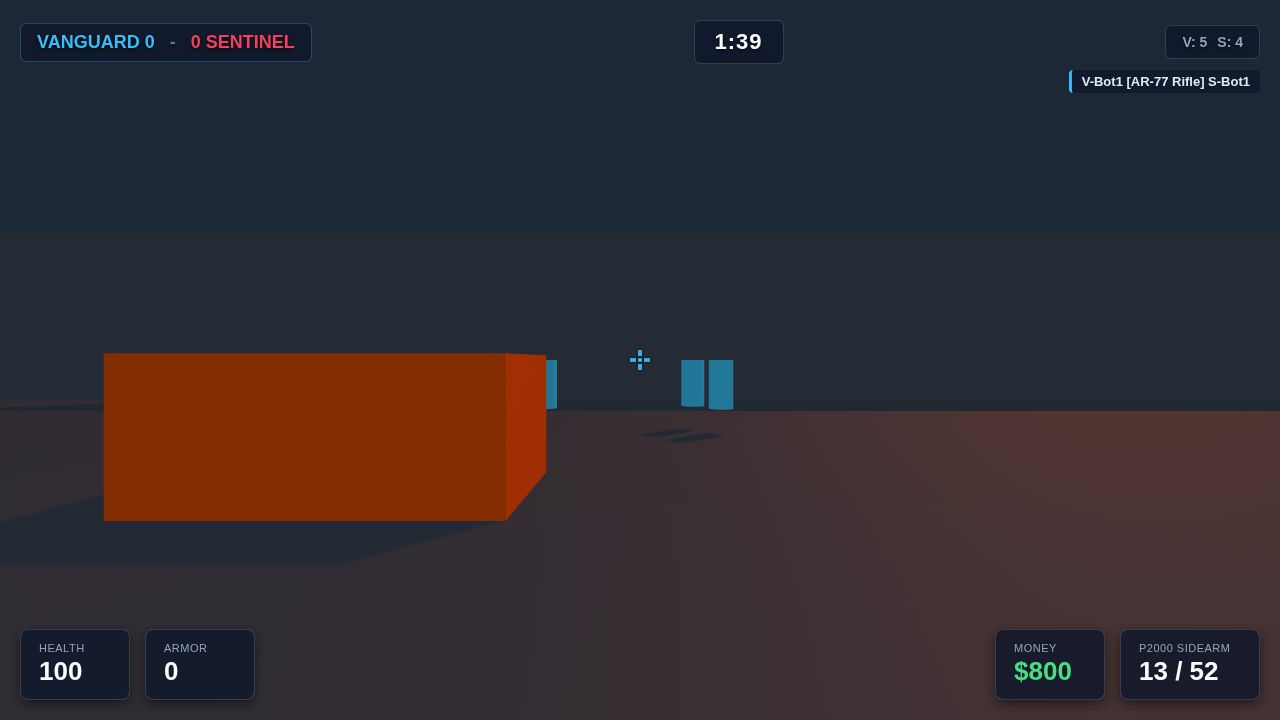 VANGUARD 0 - 0 SENTINEL
1:39
V: 5 S: 4
V-Bot1 [AR-77 Rifle] S-Bot1
HEALTH
100
ARMOR
0
MONEY
$800
P2000 SIDEARM
13 / 52